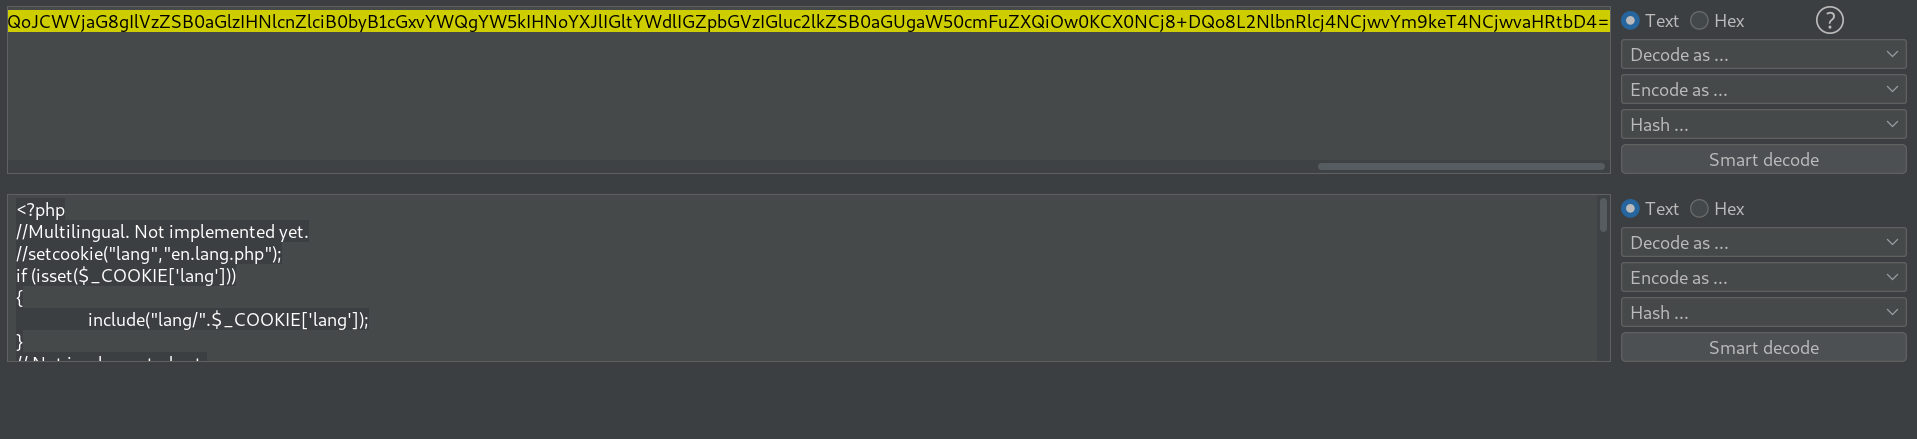 QoJCWVjaG8gIlVzZSB0aGlzIHNlcnZlciB0byB1cGxvYWQgYW5kIHNoYXJlIGltYWdlIGZpbGVzIGluc2lkZSB0aGUgaW50cmFuZXQiOw0KCX0NCj8+DQo8L2NlbnRlcj4NCjwvYm9keT4NCjwvaHRtbD4=
Text Hex ?
Decode as ...
Encode as ...
Hash ...
Smart decode
<?php
//Multilingual. Not implemented yet.
//setcookie("lang","en.lang.php");
if (isset($_COOKIE['lang']))
{
include("lang/".$_COOKIE['lang']);
}
Text Hex
Decode as ...
Encode as ...
Hash ...
Smart decode